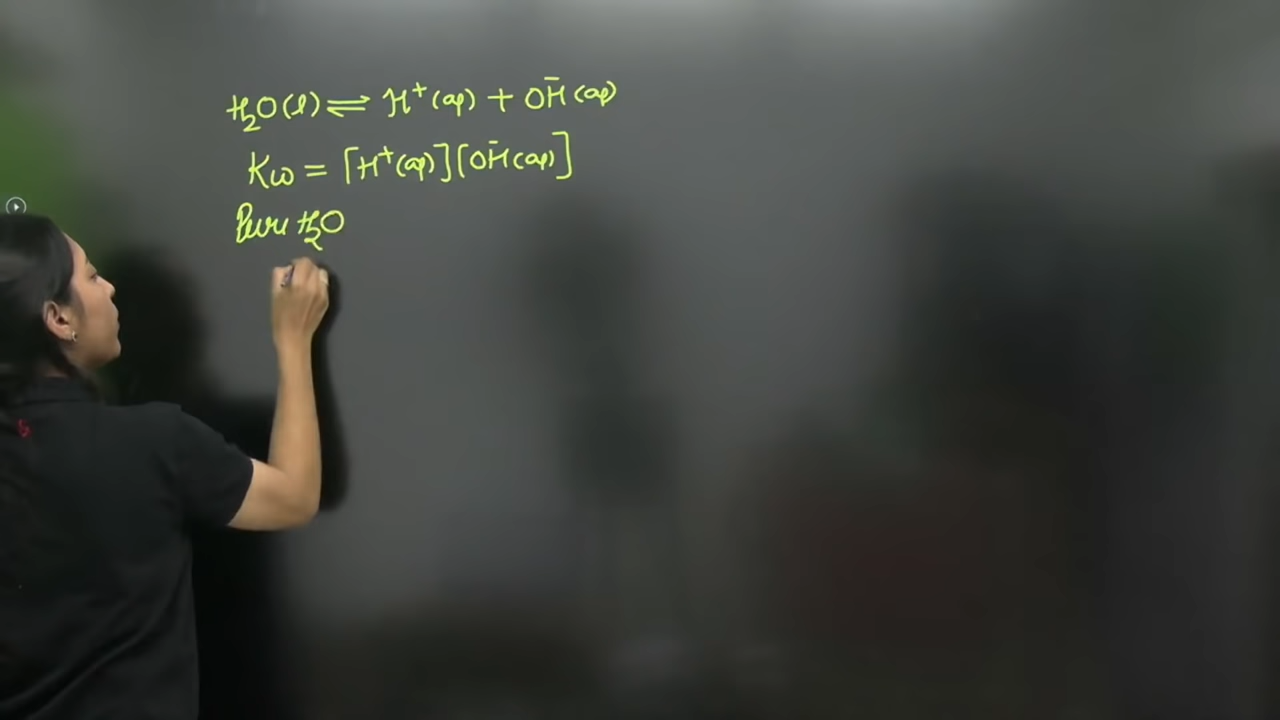 H₂O(l) ⇌ H⁺(aq) + OH⁻(aq)
Kw = [H⁺(aq)][OH⁻(aq)]
Pure H₂O